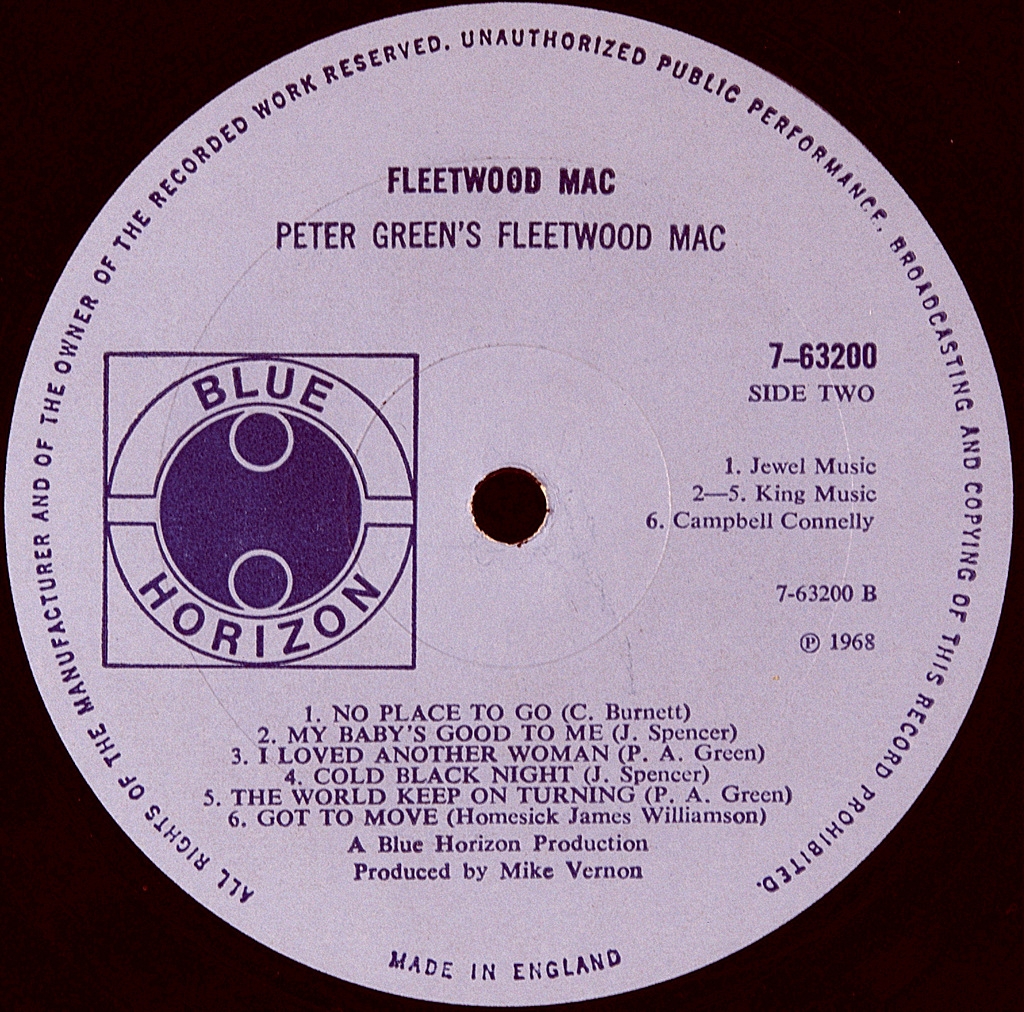 ALL RIGHTS OF THE MANUFACTURER AND OF THE OWNER OF THE RECORDED WORK RESERVED. UNAUTHORIZED PUBLIC PERFORMANCE, BROADCASTING AND COPYING OF THIS RECORD PROHIBITED.
FLEETWOOD MAC
PETER GREEN'S FLEETWOOD MAC
BLUE
HORIZON
7–63200
SIDE TWO
1. Jewel Music
2—5. King Music
6. Campbell Connelly
7-63200 B
℗ 1968
1. NO PLACE TO GO (C. Burnett)
2. MY BABY'S GOOD TO ME (J. Spencer)
3. I LOVED ANOTHER WOMAN (P. A. Green)
4. COLD BLACK NIGHT (J. Spencer)
5. THE WORLD KEEP ON TURNING (P. A. Green)
6. GOT TO MOVE (Homesick James Williamson)
A Blue Horizon Production
Produced by Mike Vernon
MADE IN ENGLAND